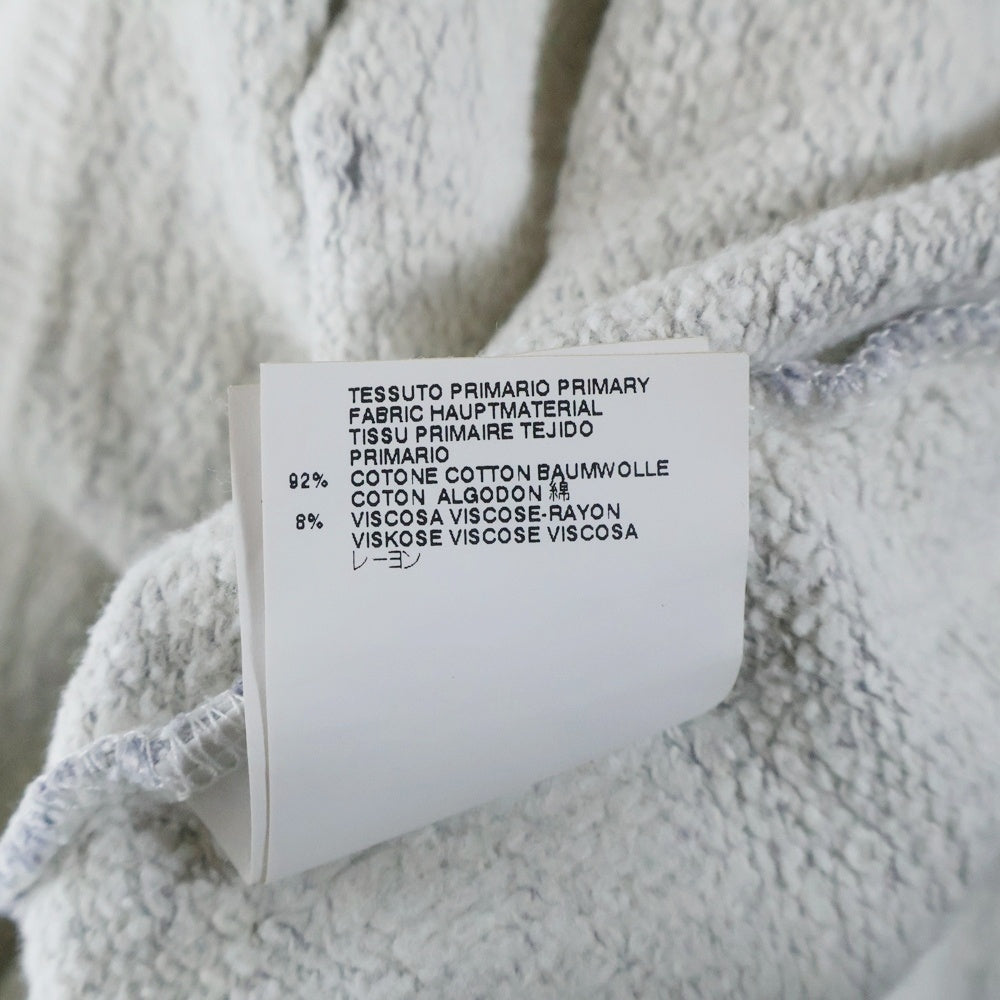 TESSUTO PRIMARIO PRIMARY
FABRIC HAUPTMATERIAL
TISSU PRIMAIRE TEJIDO
PRIMARIO
92% COTONE COTTON BAUMWOLLE
COTON ALGODON 綿
8% VISCOSA VISCOSE-RAYON
VISKOSE VISCOSE VISCOSA
レーヨン